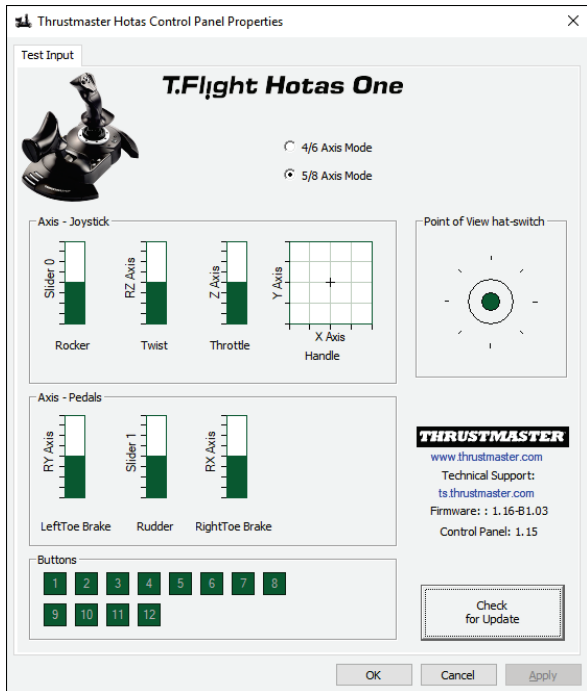 Thrustmaster Hotas Control Panel Properties
Test Input
T.Flight Hotas One
4/6 Axis Mode
5/8 Axis Mode
Axis - Joystick
Slider 0
RZ Axis
Z Axis
Y Axis
X Axis
Rocker
Twist
Throttle
Handle
Point of View hat-switch
Axis - Pedals
RY Axis
Slider 1
RX Axis
LeftToe Brake
Rudder
RightToe Brake
THRUSTMASTER
www.thrustmaster.com
Technical Support:
ts.thrustmaster.com
Firmware: : 1.16-B1.03
Control Panel: 1.15
Buttons
1 2 3 4 5 6 7 8
9 10 11 12
Check
for Update
OK Cancel Apply